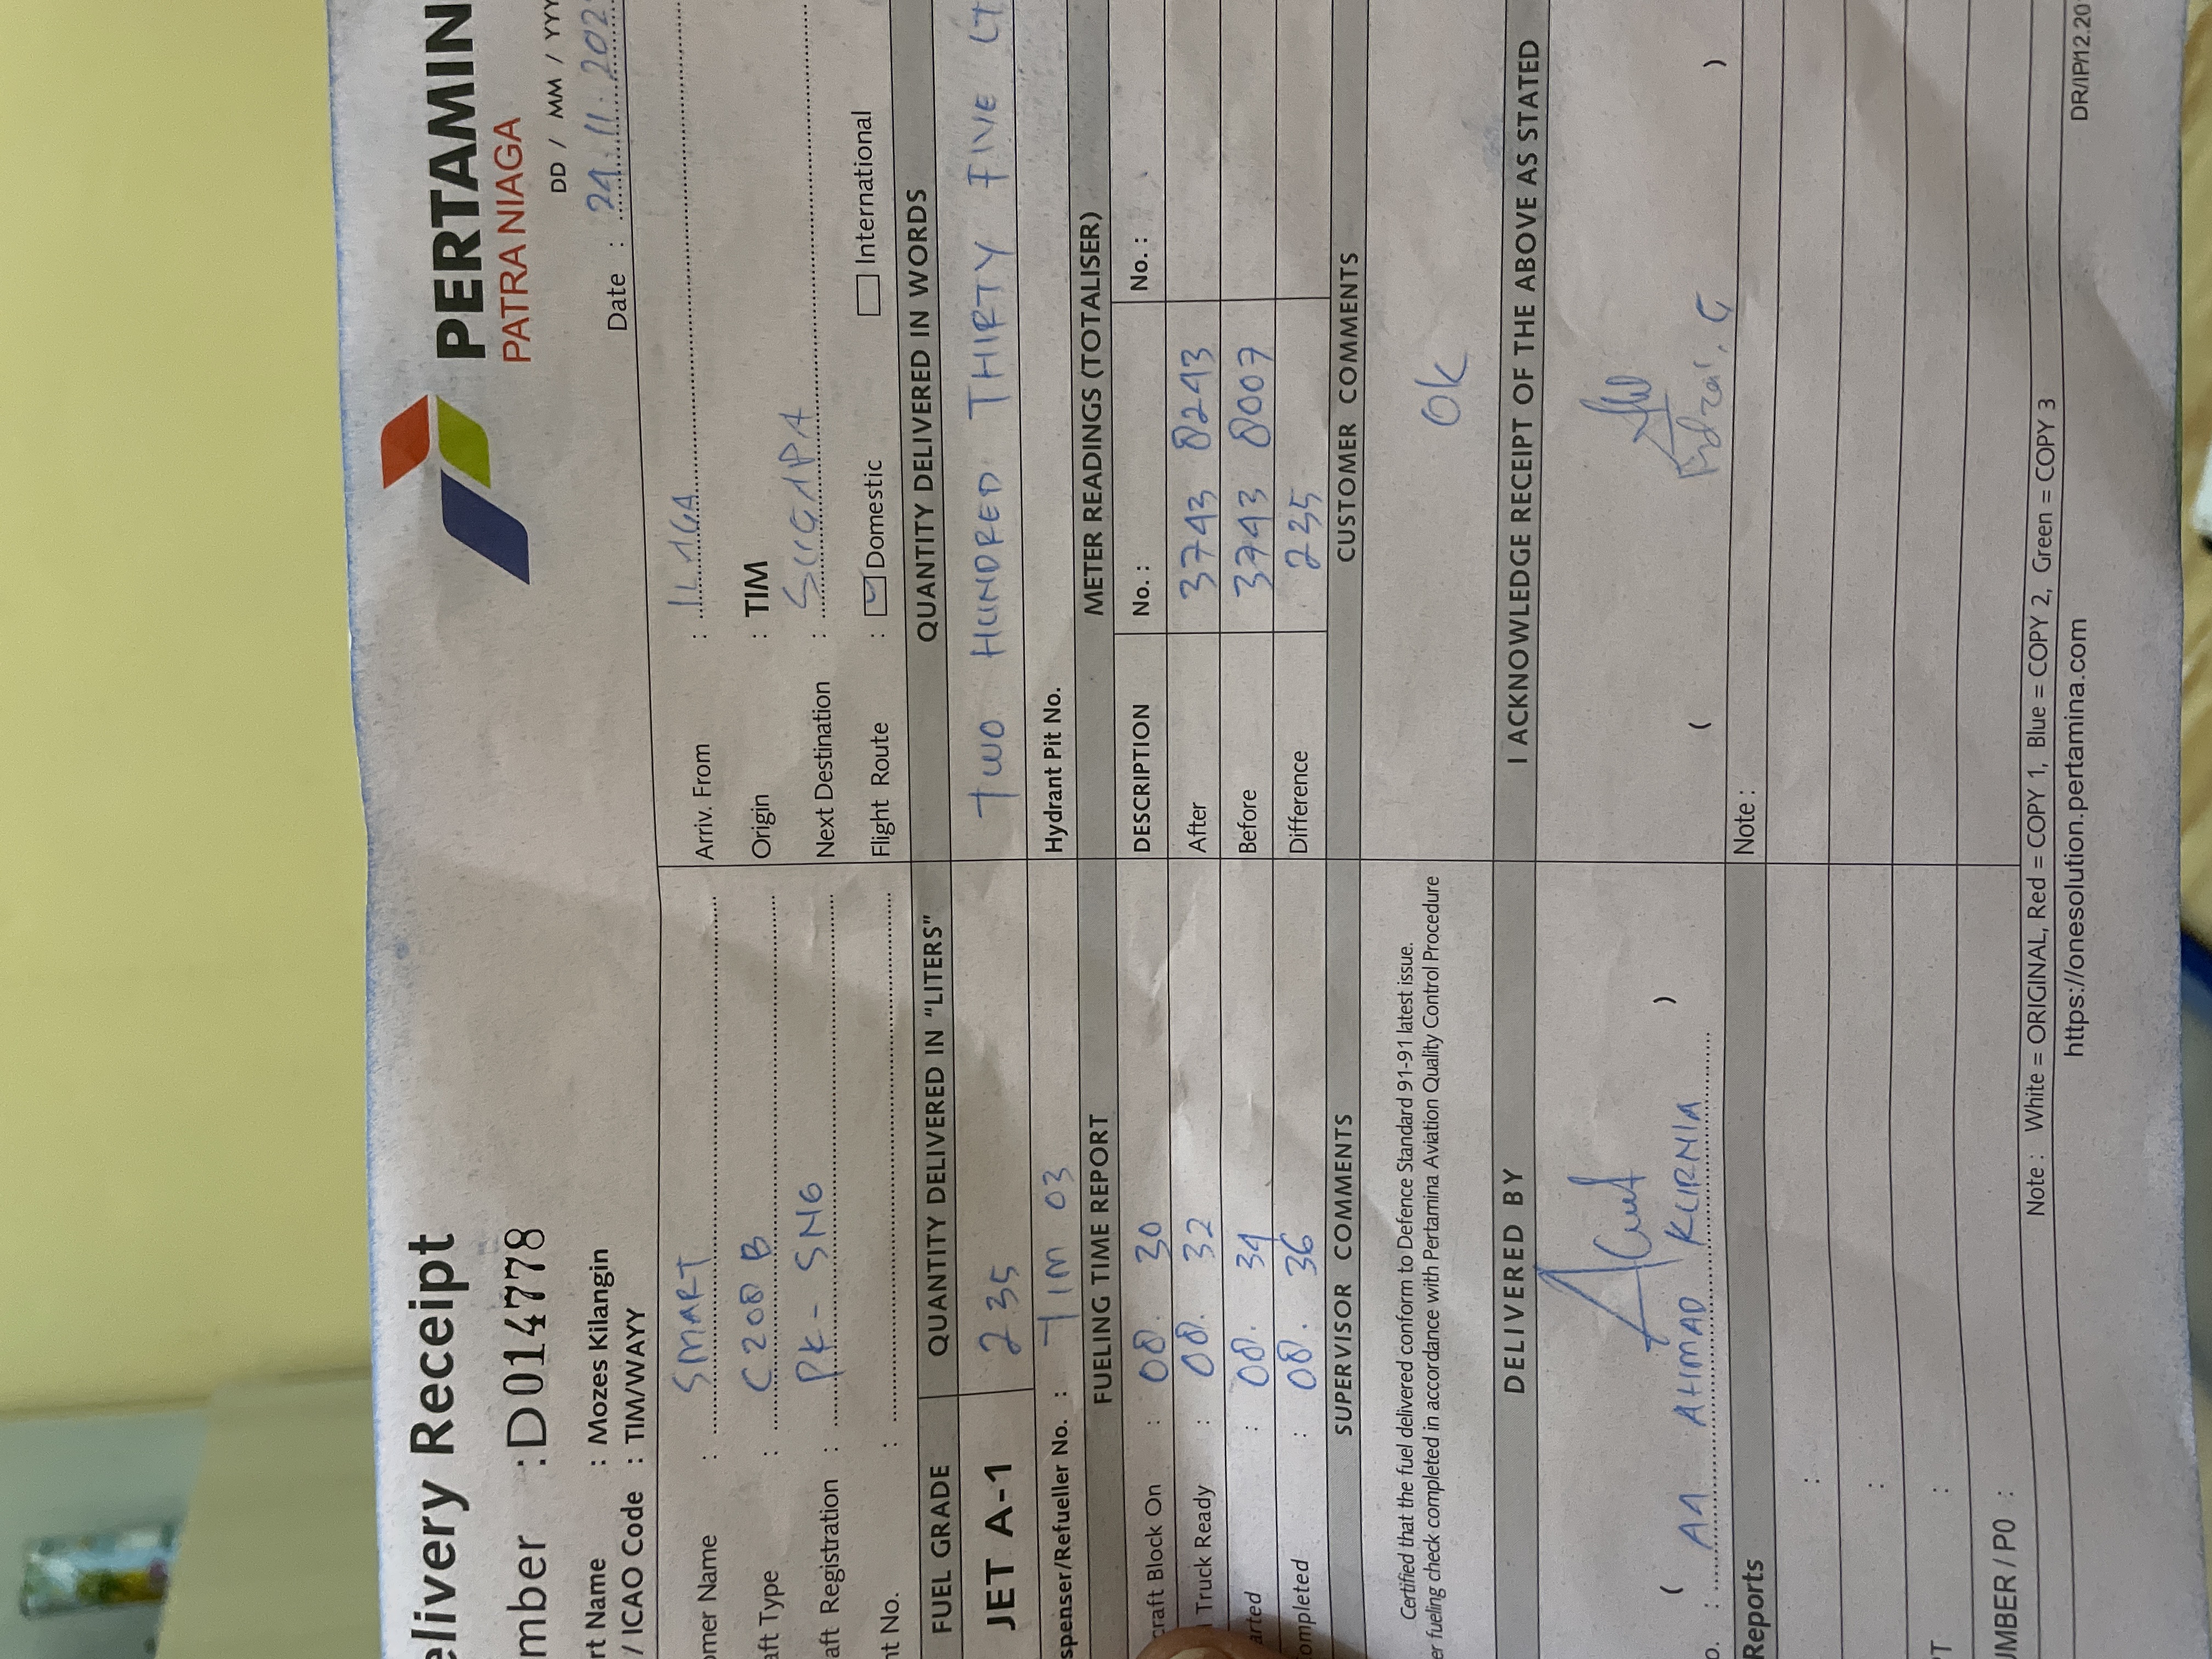 elivery Receipt
PERTAMIN
PATRA NIAGA
mber : D014778
DD / MM / YYY
rt Name : Mozes Kilangin
Date : 24.11.202
/ ICAO Code : TIM/WAYY
omer Name : SMART
Arriv. From : ILAGA
aft Type : C 208 B
Origin : TIM
aft Registration : PK - SNG
Next Destination : SUGAPA
ht No. :
Flight Route : Domestic International
FUEL GRADE QUANTITY DELIVERED IN "LITERS" QUANTITY DELIVERED IN WORDS
JET A-1 235 TWO HUNDRED THIRTY FIVE LT
spenser/Refueller No. : TIM 03 Hydrant Pit No.
FUELING TIME REPORT METER READINGS (TOTALISER)
craft Block On : 08. 30 DESCRIPTION No. : No. :
Truck Ready : 08. 32 After 3743 8243
arted : 08. 34 Before 3743 8007
ompleted : 08. 36 Difference 235
SUPERVISOR COMMENTS CUSTOMER COMMENTS
Certified that the fuel delivered conform to Defence Standard 91-91 latest issue.
er fueling check completed in accordance with Pertamina Aviation Quality Control Procedure
OK
DELIVERED BY I ACKNOWLEDGE RECEIPT OF THE ABOVE AS STATED
( ) ( )
o. : AA AHMAD KURNIA
Reports Note :
:
:
T :
UMBER / PO :
Note : White = ORIGINAL, Red = COPY 1, Blue = COPY 2, Green = COPY 3
https://onesolution.pertamina.com
DR/IP/12.20